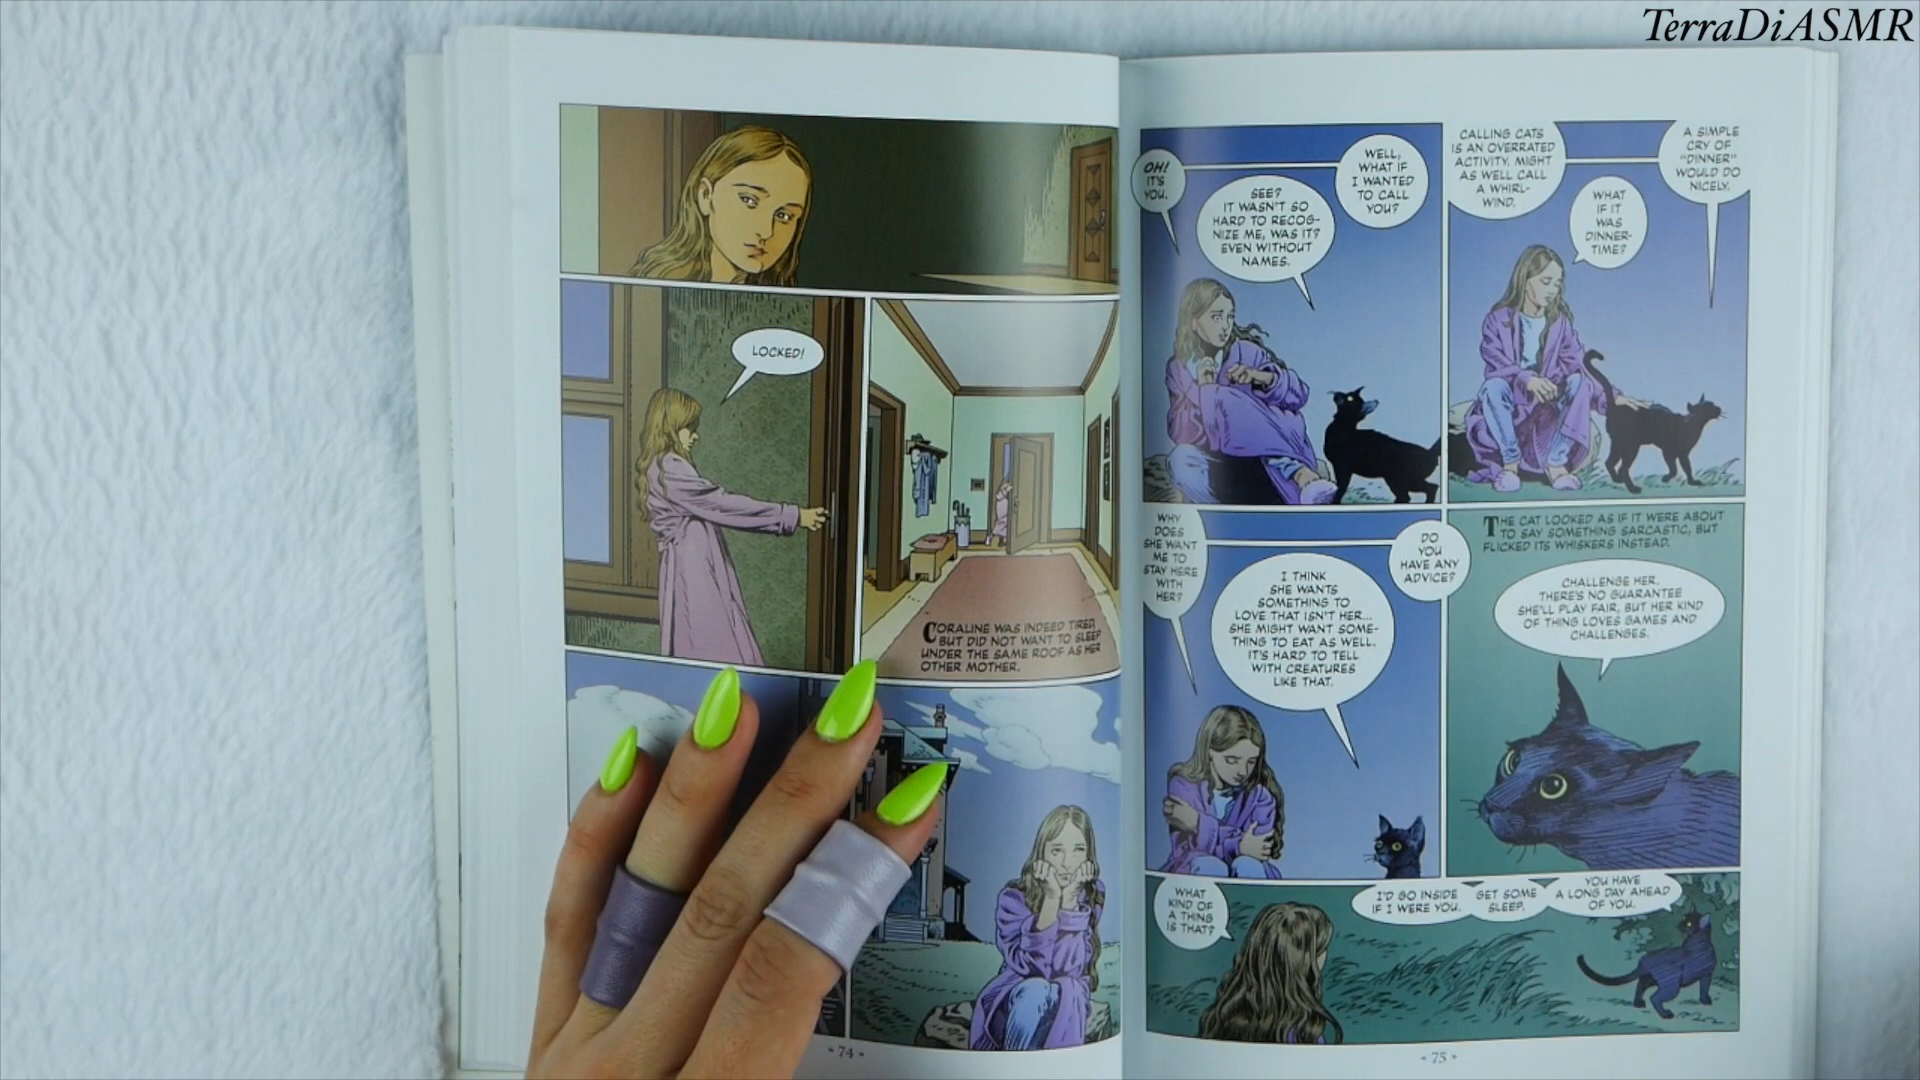 TerraDiASMR
LOCKED!
CORALINE WAS INDEED TIRED,
BUT DID NOT WANT TO SLEEP
UNDER THE SAME ROOF AS HER
OTHER MOTHER.
74
OH!
IT'S
YOU.
SEE?
IT WASN'T SO
HARD TO RECOG-
NIZE ME, WAS IT?
EVEN WITHOUT
NAMES.
WELL,
WHAT IF
I WANTED
TO CALL
YOU?
CALLING CATS
IS AN OVERRATED
ACTIVITY. MIGHT
AS WELL CALL
A WHIRL-
WIND.
WHAT
IF IT
WAS
DINNER-
TIME?
A SIMPLE
CRY OF
"DINNER"
WOULD DO
NICELY.
WHY
DOES
SHE WANT
ME TO
STAY HERE
WITH
HER?
I THINK
SHE WANTS
SOMETHING TO
LOVE THAT ISN'T HER...
SHE MIGHT WANT SOME-
THING TO EAT AS WELL.
IT'S HARD TO TELL
WITH CREATURES
LIKE THAT.
DO
YOU
HAVE ANY
ADVICE?
THE CAT LOOKED AS IF IT WERE ABOUT
TO SAY SOMETHING SARCASTIC, BUT
FLICKED ITS WHISKERS INSTEAD.
CHALLENGE HER.
THERE'S NO GUARANTEE
SHE'LL PLAY FAIR, BUT HER KIND
OF THING LOVES GAMES AND
CHALLENGES.
WHAT
KIND OF
A THING
IS THAT?
I'D GO INSIDE
IF I WERE YOU.
GET SOME
SLEEP.
YOU HAVE
A LONG DAY AHEAD
OF YOU.
75